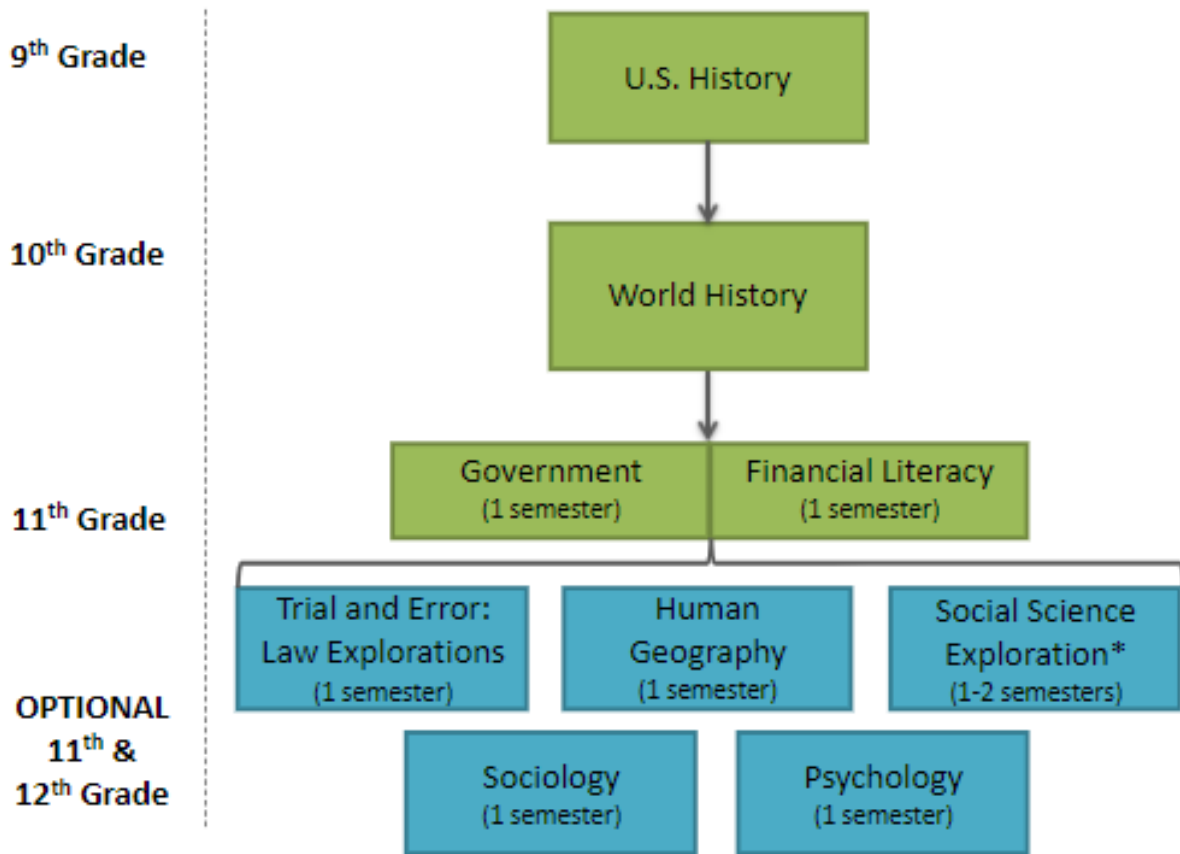 9th Grade
U.S. History
10th Grade
World History
11th Grade
Government
(1 semester)
Financial Literacy
(1 semester)
OPTIONAL
11th &
12th Grade
Trial and Error:
Law Explorations
(1 semester)
Human
Geography
(1 semester)
Social Science
Exploration*
(1-2 semesters)
Sociology
(1 semester)
Psychology
(1 semester)